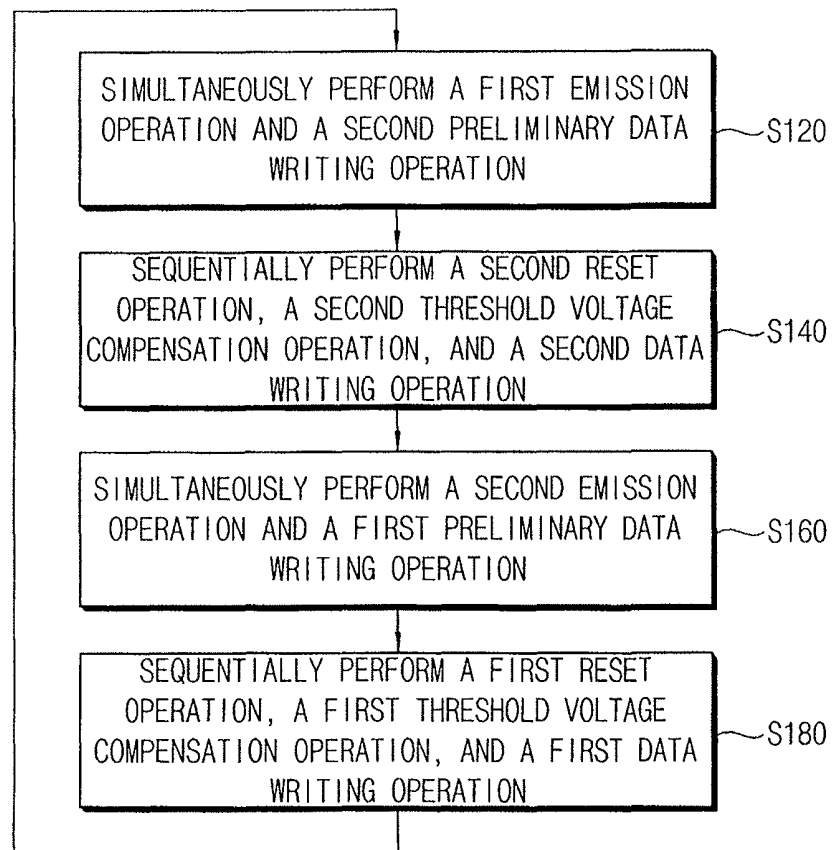 SIMULTANEOUSLY PERFORM A FIRST EMISSION
OPERATION AND A SECOND PRELIMINARY DATA
WRITING OPERATION
S120
SEQUENTIALLY PERFORM A SECOND RESET
OPERATION, A SECOND THRESHOLD VOLTAGE
COMPENSATION OPERATION, AND A SECOND DATA
WRITING OPERATION
S140
SIMULTANEOUSLY PERFORM A SECOND EMISSION
OPERATION AND A FIRST PRELIMINARY DATA
WRITING OPERATION
S160
SEQUENTIALLY PERFORM A FIRST RESET
OPERATION, A FIRST THRESHOLD VOLTAGE
COMPENSATION OPERATION, AND A FIRST DATA
WRITING OPERATION
S180